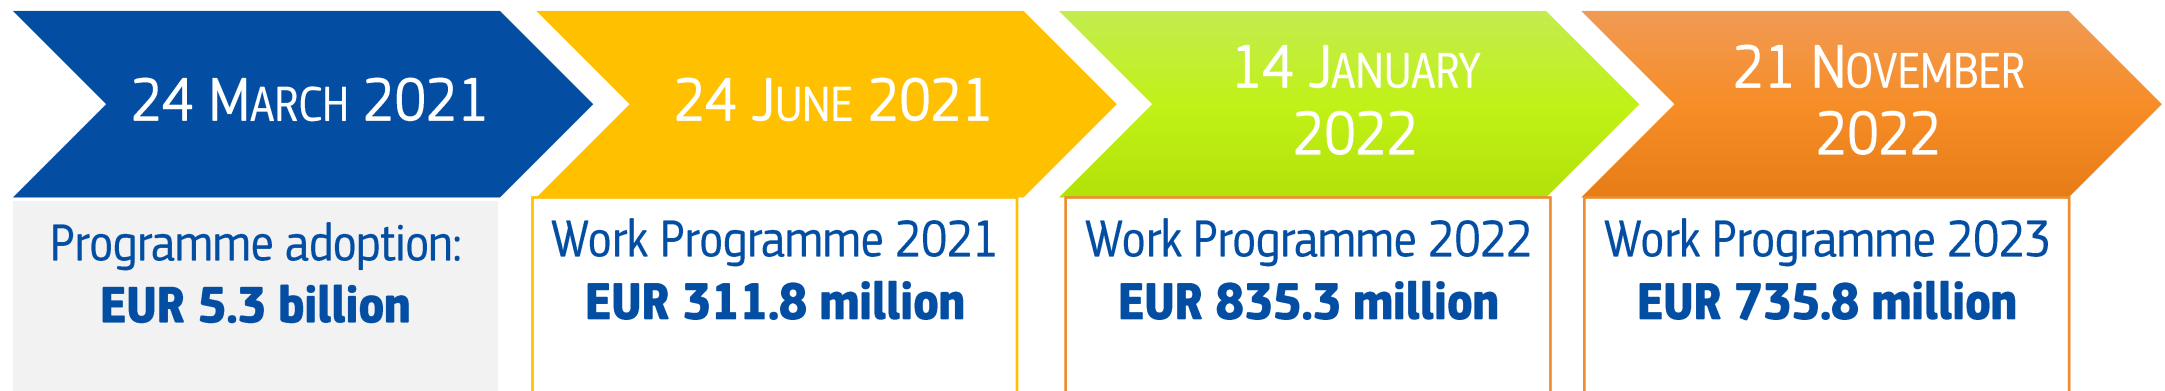 24 March 2021
Programme adoption:
EUR 5.3 billion
24 June 2021
Work Programme 2021
EUR 311.8 million
14 January
2022
Work Programme 2022
EUR 835.3 million
21 November
2022
Work Programme 2023
EUR 735.8 million